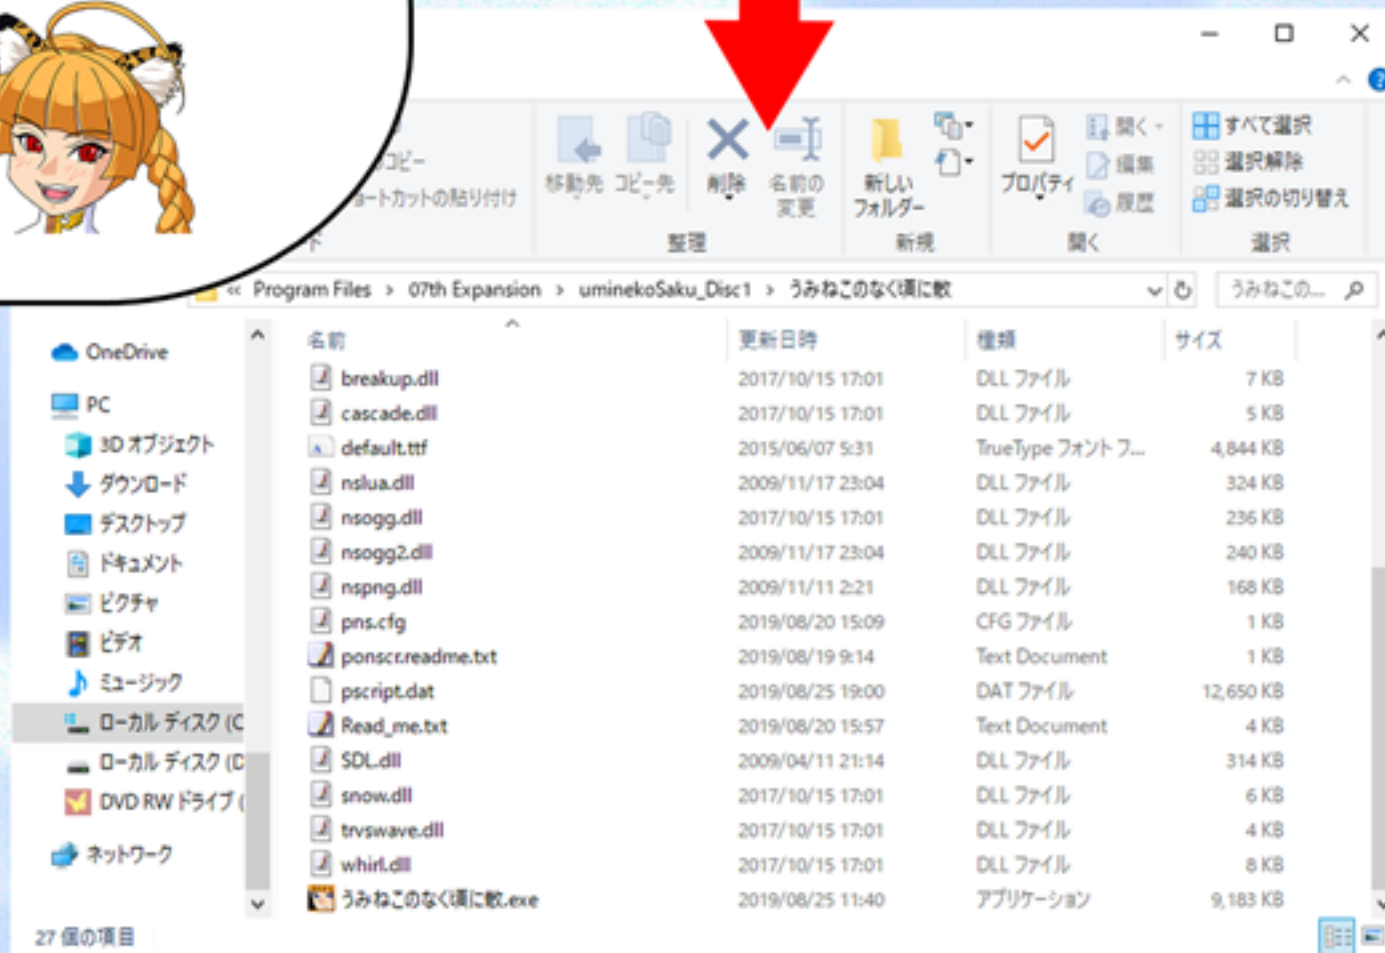 コピー
ョートカットの貼り付け
移動先 コピー先 削除 名前の変更 新しいフォルダー プロパティ 開く 編集 履歴 すべて選択 選択解除 選択の切り替え
ド 整理 新規 開く 選択
« Program Files › 07th Expansion › uminekoSaku_Disc1 › うみねこのなく頃に散 うみねこの...
名前 更新日時 種類 サイズ
OneDrive
PC
3D オブジェクト
ダウンロード
デスクトップ
ドキュメント
ピクチャ
ビデオ
ミュージック
ローカル ディスク (C
ローカル ディスク (D
DVD RW ドライブ (
ネットワーク
breakup.dll 2017/10/15 17:01 DLL ファイル 7 KB
cascade.dll 2017/10/15 17:01 DLL ファイル 5 KB
default.ttf 2015/06/07 5:31 TrueType フォント フ... 4,844 KB
nslua.dll 2009/11/17 23:04 DLL ファイル 324 KB
nsogg.dll 2017/10/15 17:01 DLL ファイル 236 KB
nsogg2.dll 2009/11/17 23:04 DLL ファイル 240 KB
nspng.dll 2009/11/11 2:21 DLL ファイル 168 KB
pns.cfg 2019/08/20 15:09 CFG ファイル 1 KB
ponscr.readme.txt 2019/08/19 9:14 Text Document 1 KB
pscript.dat 2019/08/25 19:00 DAT ファイル 12,650 KB
Read_me.txt 2019/08/20 15:57 Text Document 4 KB
SDL.dll 2009/04/11 21:14 DLL ファイル 314 KB
snow.dll 2017/10/15 17:01 DLL ファイル 6 KB
trvswave.dll 2017/10/15 17:01 DLL ファイル 4 KB
whirl.dll 2017/10/15 17:01 DLL ファイル 8 KB
うみねこのなく頃に散.exe 2019/08/25 11:40 アプリケーション 9,183 KB
27 個の項目